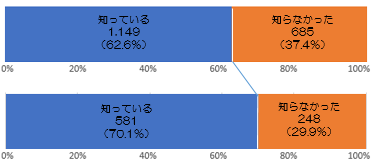 知っている 知らなかった
1.149 685
（62.6%） （37.4%）
0% 20% 40% 60% 80% 100%
知っている 知らなかった
581 248
（70.1%） （29.9%）
0% 20% 40% 60% 80% 100%